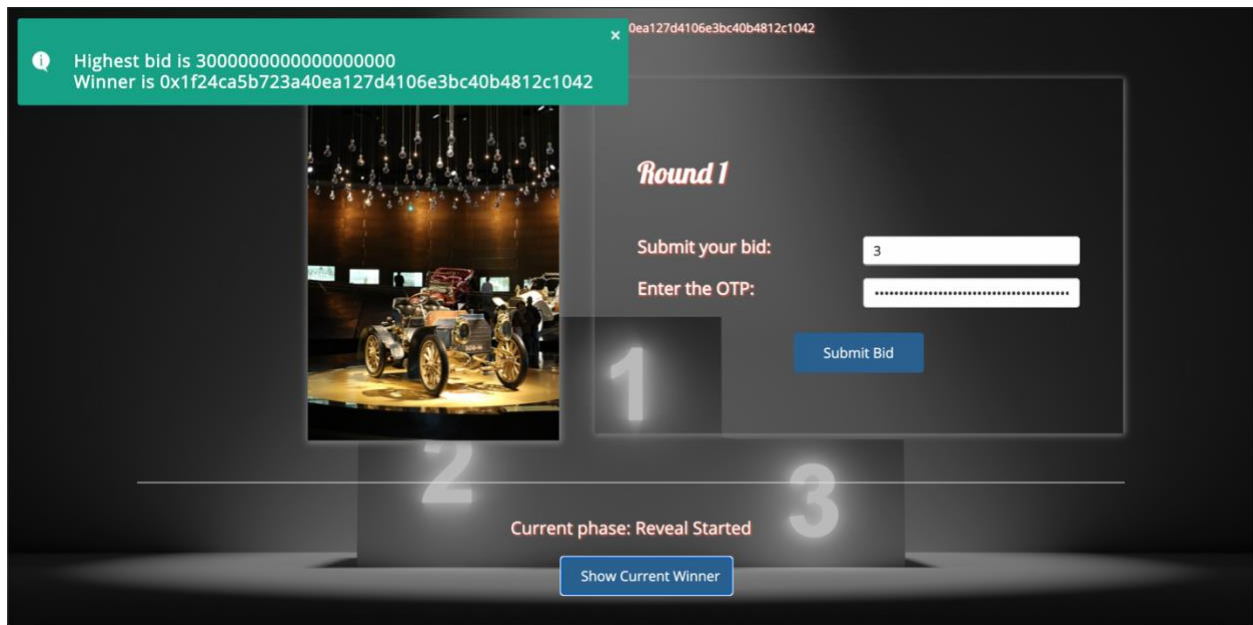 0ea127d4106e3bc40b4812c1042
×
Highest bid is 3000000000000000000
Winner is 0x1f24ca5b723a40ea127d4106e3bc40b4812c1042
Round 1
Submit your bid:
3
Enter the OTP:
Submit Bid
1
2
3
Current phase: Reveal Started
Show Current Winner